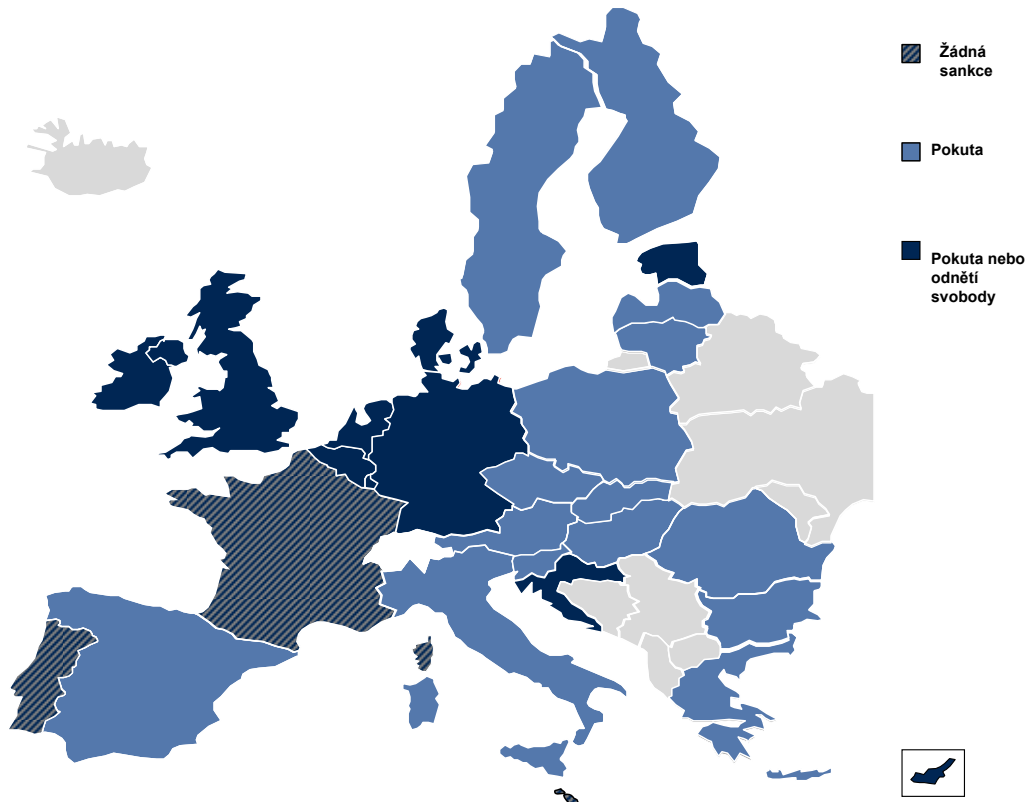 Žádná
sankce
Pokuta
Pokuta nebo
odnětí
svobody